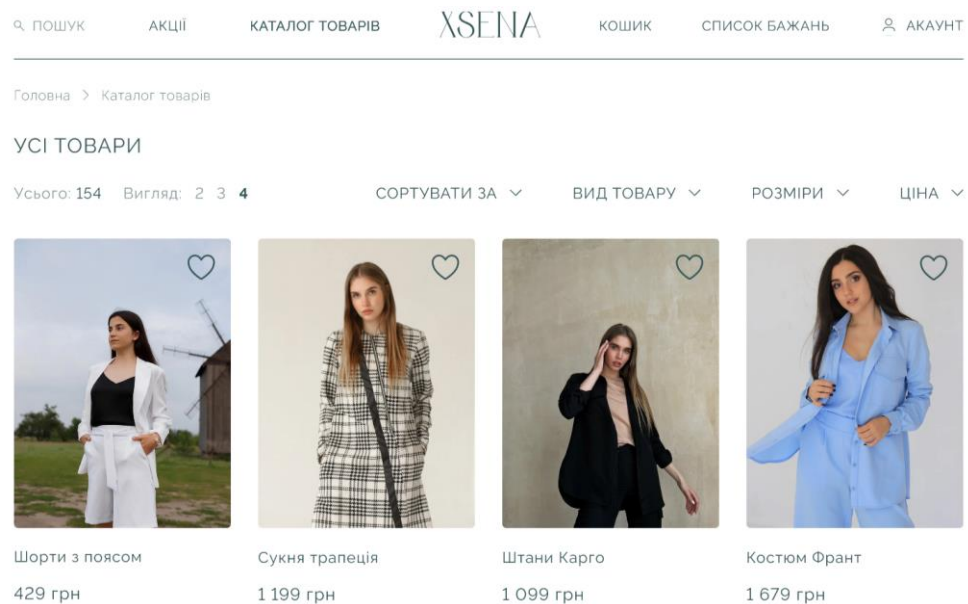 ПОШУК АКЦІЇ КАТАЛОГ ТОВАРІВ XSENA КОШИК СПИСОК БАЖАНЬ АКАУНТ
Головна > Каталог товарів
УСІ ТОВАРИ
Усього: 154 Вигляд: 2 3 4 СОРТУВАТИ ЗА ВИД ТОВАРУ РОЗМІРИ ЦІНА
Шорти з поясом Сукня трапеція Штани Карго Костюм Франт
429 грн 1 199 грн 1 099 грн 1 679 грн